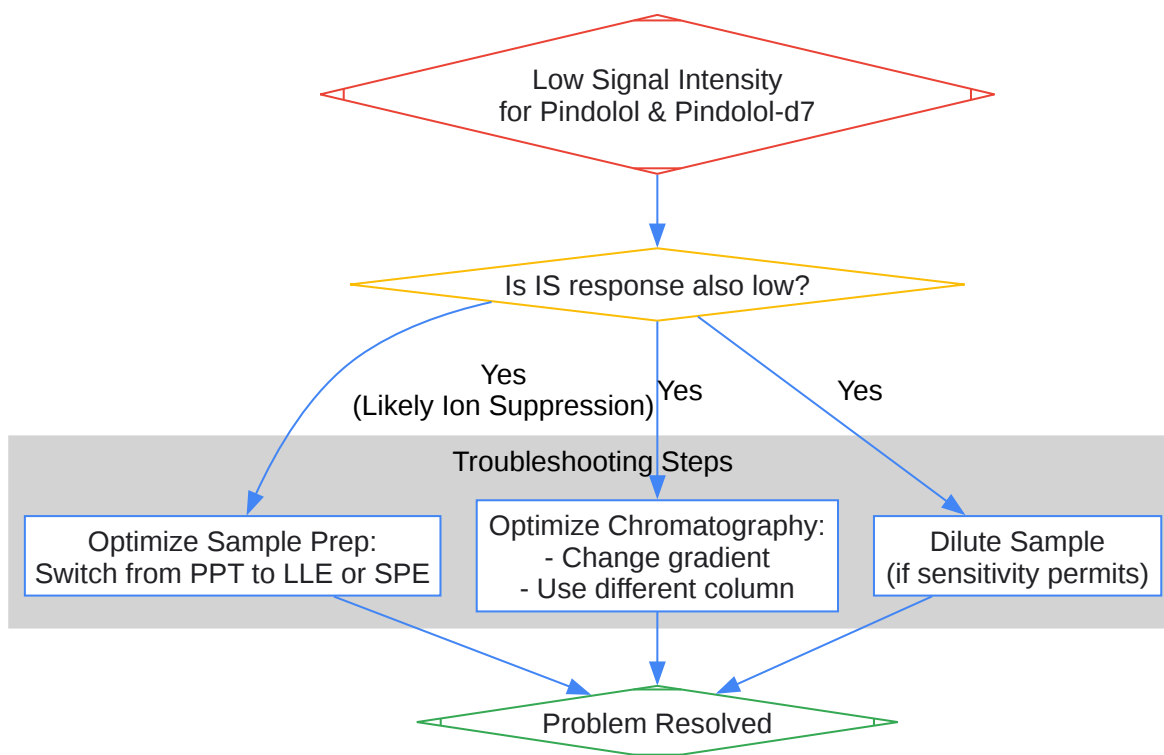 Low Signal Intensity
for Pindolol & Pindolol-d7
Is IS response also low?
Yes
(Likely Ion Suppression)
Yes
Yes
Troubleshooting Steps
Optimize Sample Prep:
Switch from PPT to LLE or SPE
Optimize Chromatography:
- Change gradient
- Use different column
Dilute Sample
(if sensitivity permits)
Problem Resolved